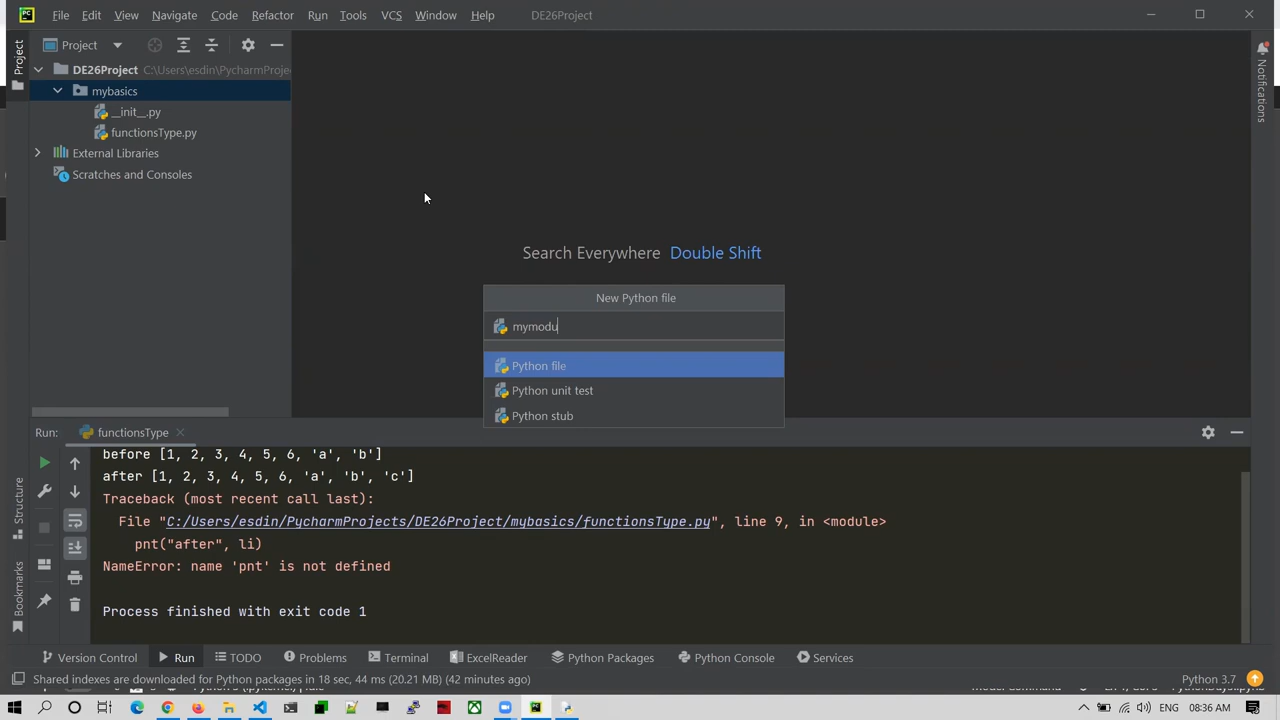 File Edit View Navigate Code Refactor Run Tools VCS Window Help DE26Project
Project
Project
DE26Project C:\Users\esdin\PycharmProje
mybasics
__init__.py
functionsType.py
External Libraries
Scratches and Consoles
Notifications
Search Everywhere Double Shift
New Python file
mymodu
Python file
Python unit test
Python stub
Run: functionsType
before [1, 2, 3, 4, 5, 6, 'a', 'b']
after [1, 2, 3, 4, 5, 6, 'a', 'b', 'c']
Traceback (most recent call last):
File "C:/Users/esdin/PycharmProjects/DE26Project/mybasics/functionsType.py", line 9, in <module>
pnt("after", li)
NameError: name 'pnt' is not defined
Process finished with exit code 1
Structure
Bookmarks
Version Control Run TODO Problems Terminal ExcelReader Python Packages Python Console Services
Shared indexes are downloaded for Python packages in 18 sec, 44 ms (20.21 MB) (42 minutes ago) Python 3.7
ENG 08:36 AM